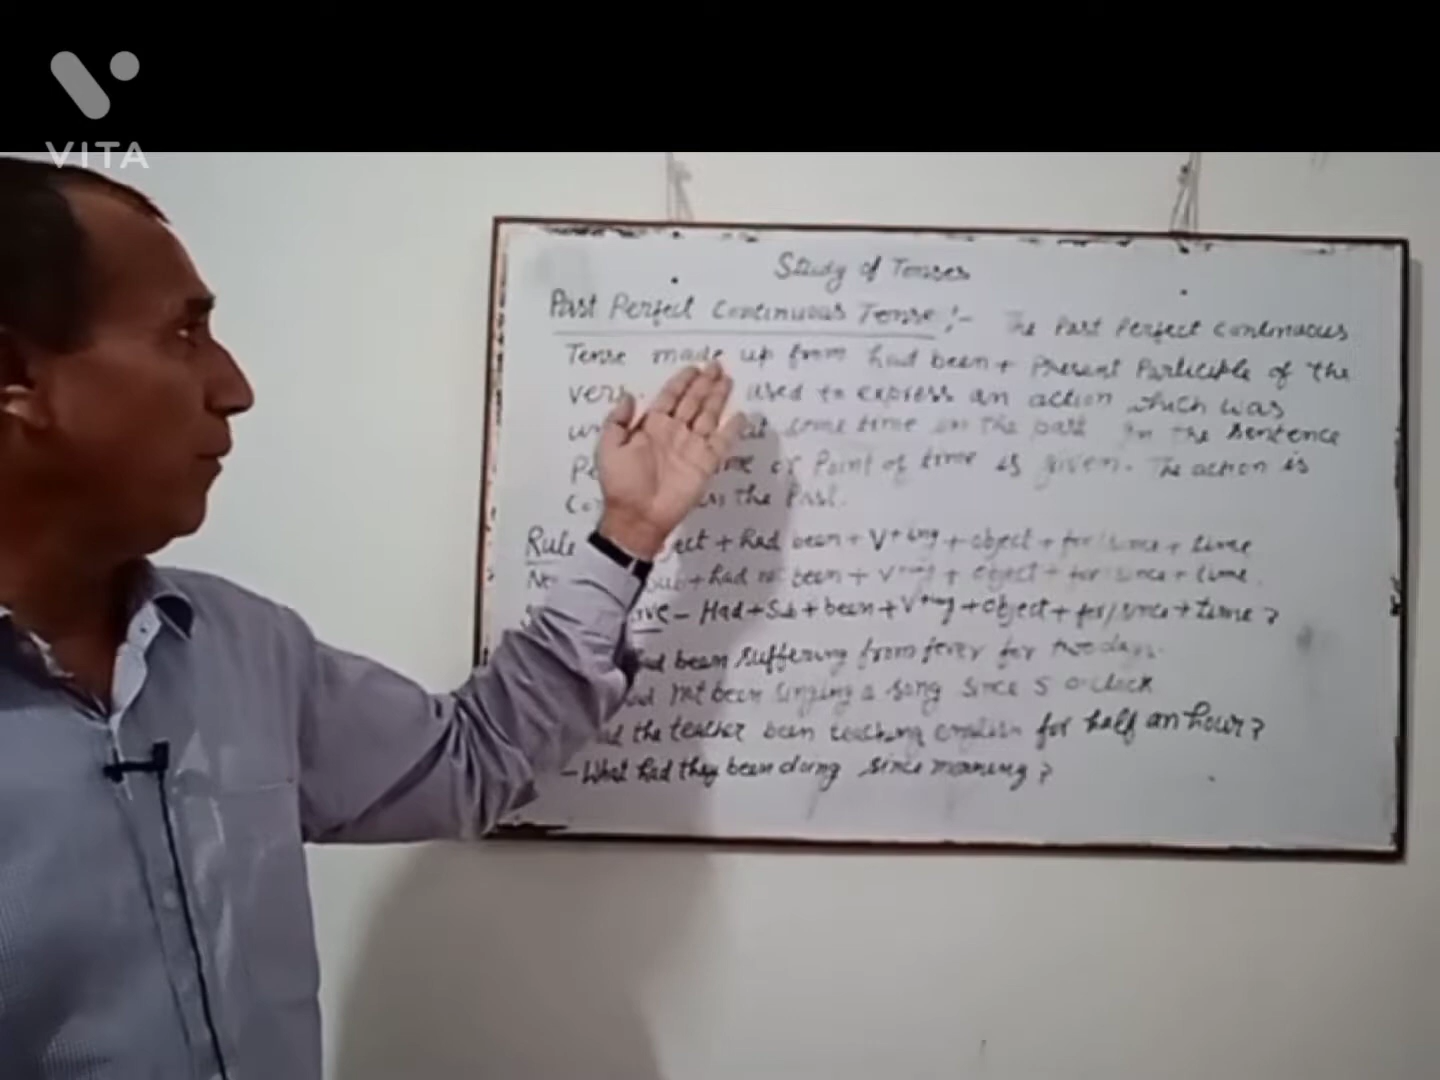 VITA
Study of Tenses
Past Perfect Continuous Tense :- The Past Perfect Continuous
Tense made up from had been + Present Participle of the
used to express an action which was
at some time in the past In the sentence
or Point of time is given. The action is
in the Past.
Rule + had been + V+ing + object + for/since + time
+ had not been + V+ing + object + for/since + time.
- Had + Sub + been + V+ing + object + for/since + time ?
had been suffering from fever for two days.
not been singing a song since 5 o'clock
the teacher been teaching english for half an hour?
- What had they been doing since morning?